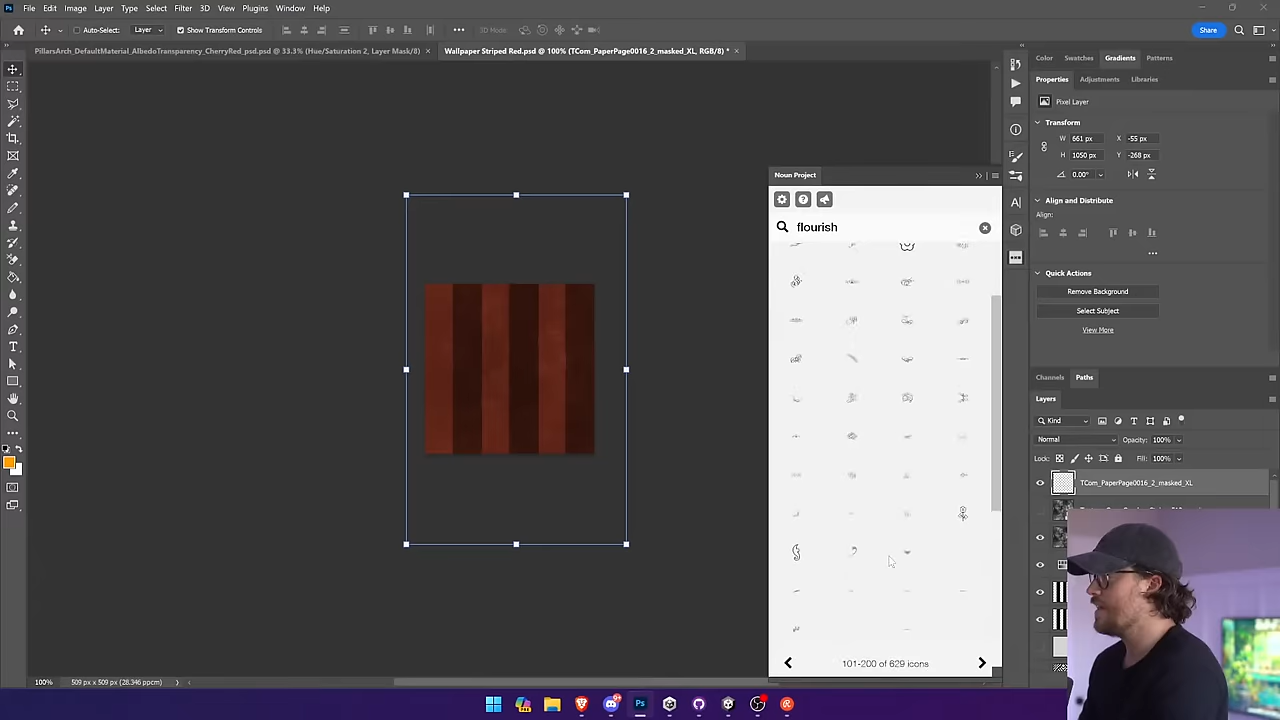 Ps File Edit Image Layer Type Select Filter 3D View Plugins Window Help
Auto-Select: Layer Show Transform Controls 3D Mode Share
PillarsArch_DefaultMaterial_AlbedoTransparency_CherryRed_psd.psd @ 33.3% (Hue/Saturation 2, Layer Mask/8) × Wallpaper Striped Red.psd @ 100% (TCom_PaperPage0016_2_masked_XL, RGB/8) * ×
Color Swatches Gradients Patterns
Properties Adjustments Libraries
Pixel Layer
Transform
W 661 px X -55 px
H 1050 px Y -268 px
0.00°
Align and Distribute
Align:
Quick Actions
Remove Background
Select Subject
View More
Channels Paths
Layers
Kind
Normal Opacity: 100%
Lock: Fill: 100%
TCom_PaperPage0016_2_masked_XL
Noun Project
flourish
101-200 of 629 icons
100% 509 px x 509 px (28.346 ppcm)
Ps